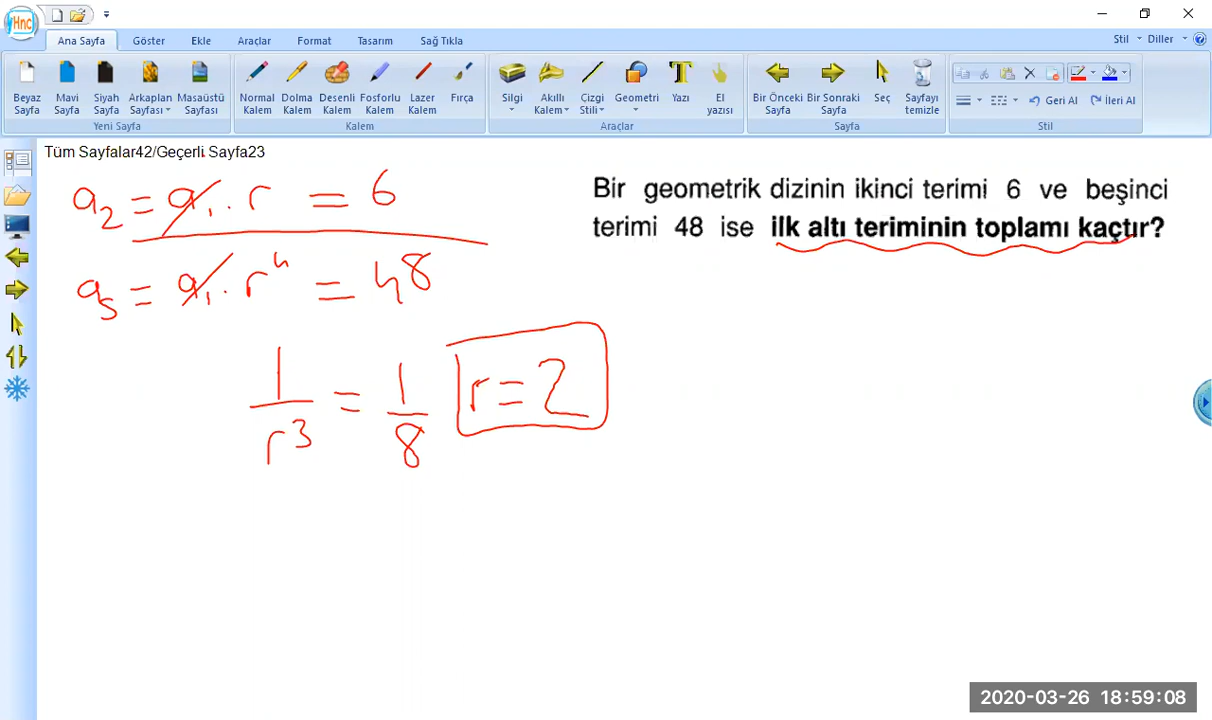 Hnc
Ana Sayfa Göster Ekle Araçlar Format Tasarım Sağ Tıkla Stil Diller
Beyaz Sayfa
Mavi Sayfa
Siyah Sayfa
Arkaplan Sayfası
Masaüstü Sayfası
Yeni Sayfa
Normal Kalem
Dolma Kalem
Desenli Kalem
Fosforlu Kalem
Lazer Kalem
Fırça
Kalem
Silgi
Akıllı Kalem
Çizgi Stili
Geometri
Yazı
El yazısı
Araçlar
Bir Önceki Sayfa
Bir Sonraki Sayfa
Seç
Sayfayı temizle
Sayfa
Geri Al İleri Al
Stil
Tüm Sayfalar42/Geçerli Sayfa23
Bir geometrik dizinin ikinci terimi 6 ve beşinci
terimi 48 ise ilk altı teriminin toplamı kaçtır?
a₂ = a₁ . r = 6
a₅ = a₁ . r⁴ = 48
1/r³ = 1/8 r = 2
2020-03-26 18:59:08